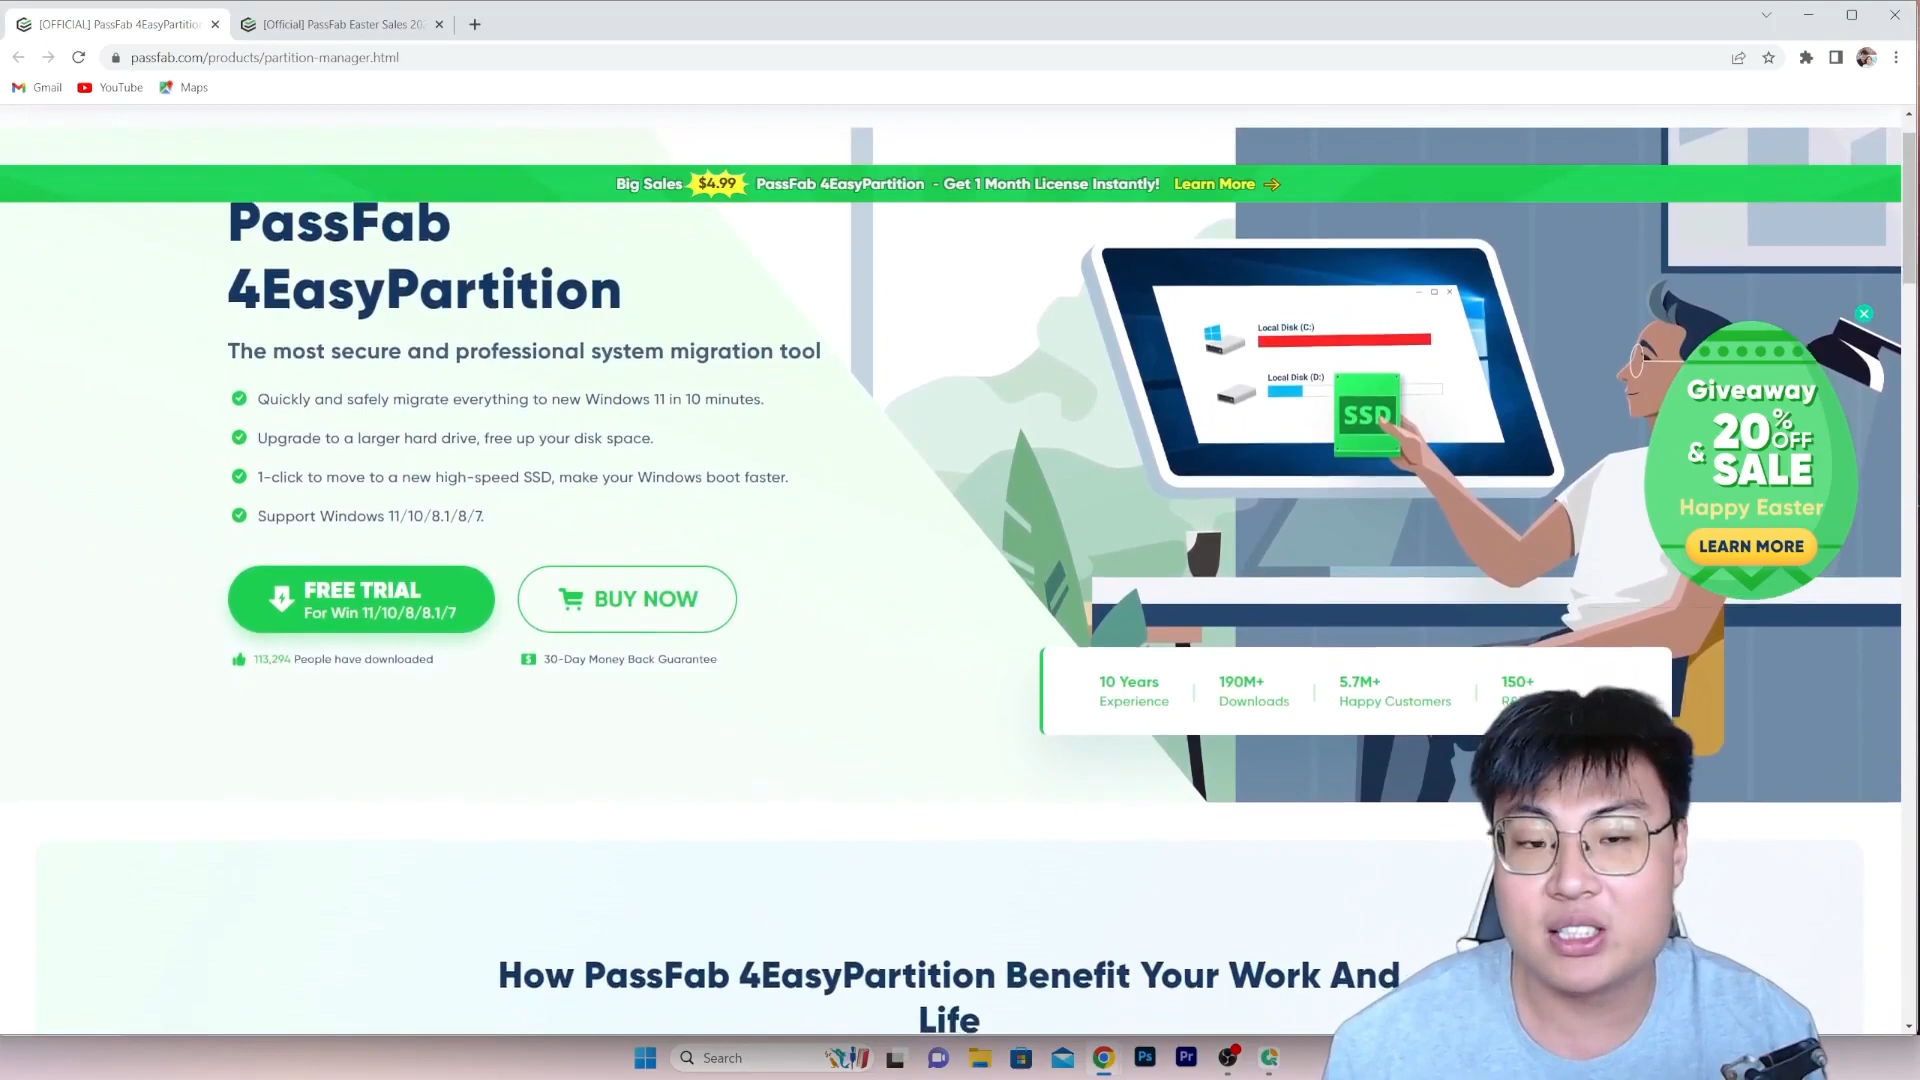 [OFFICIAL] PassFab 4EasyPartition
[Official] PassFab Easter Sales 202
passfab.com/products/partition-manager.html
Gmail
YouTube
Maps
Big Sales $4.99 PassFab 4EasyPartition - Get 1 Month License Instantly! Learn More
PassFab
4EasyPartition
The most secure and professional system migration tool
Quickly and safely migrate everything to new Windows 11 in 10 minutes.
Upgrade to a larger hard drive, free up your disk space.
1-click to move to a new high-speed SSD, make your Windows boot faster.
Support Windows 11/10/8.1/8/7.
FREE TRIAL
For Win 11/10/8/8.1/7
BUY NOW
113,294 People have downloaded
30-Day Money Back Guarantee
Local Disk (C:)
Local Disk (D:)
SSD
Giveaway
& 20% OFF
SALE
Happy Easter
LEARN MORE
10 Years
Experience
190M+
Downloads
5.7M+
Happy Customers
150+
How PassFab 4EasyPartition Benefit Your Work And
Life
Search
Ps
Pr